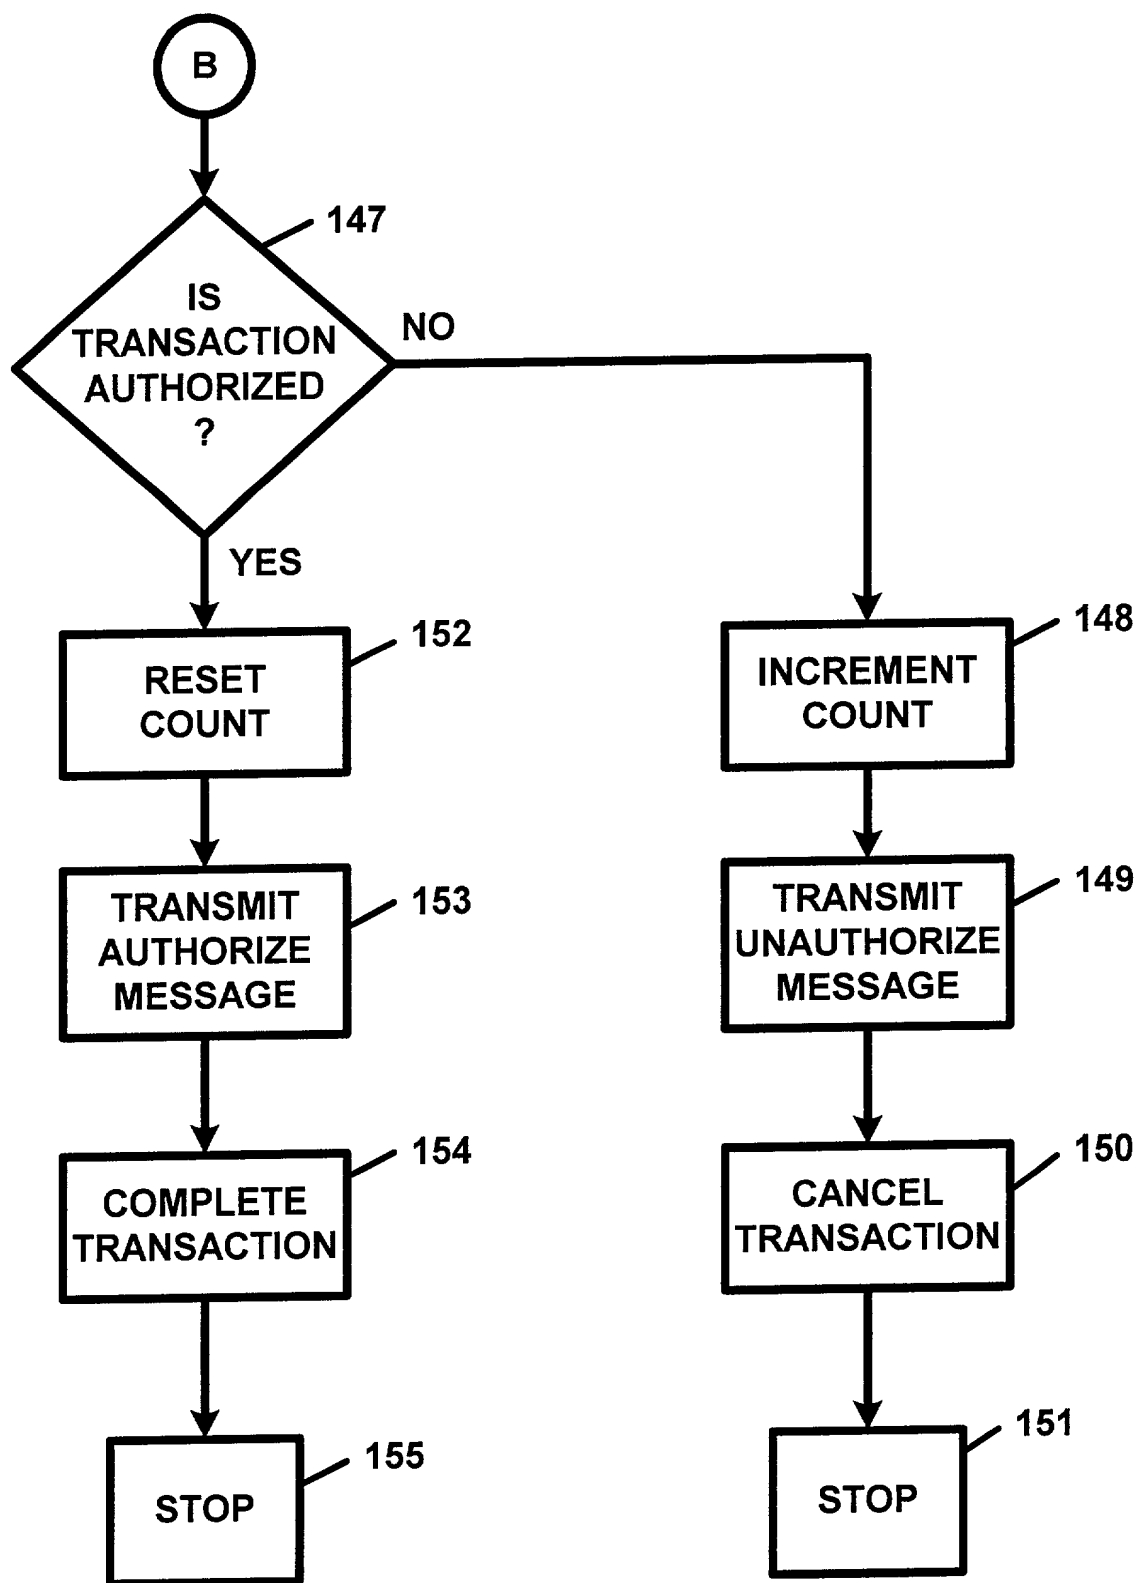 B
147
IS
TRANSACTION
AUTHORIZED
?
NO
YES
152
RESET
COUNT
153
TRANSMIT
AUTHORIZE
MESSAGE
154
COMPLETE
TRANSACTION
155
STOP
148
INCREMENT
COUNT
149
TRANSMIT
UNAUTHORIZE
MESSAGE
150
CANCEL
TRANSACTION
151
STOP